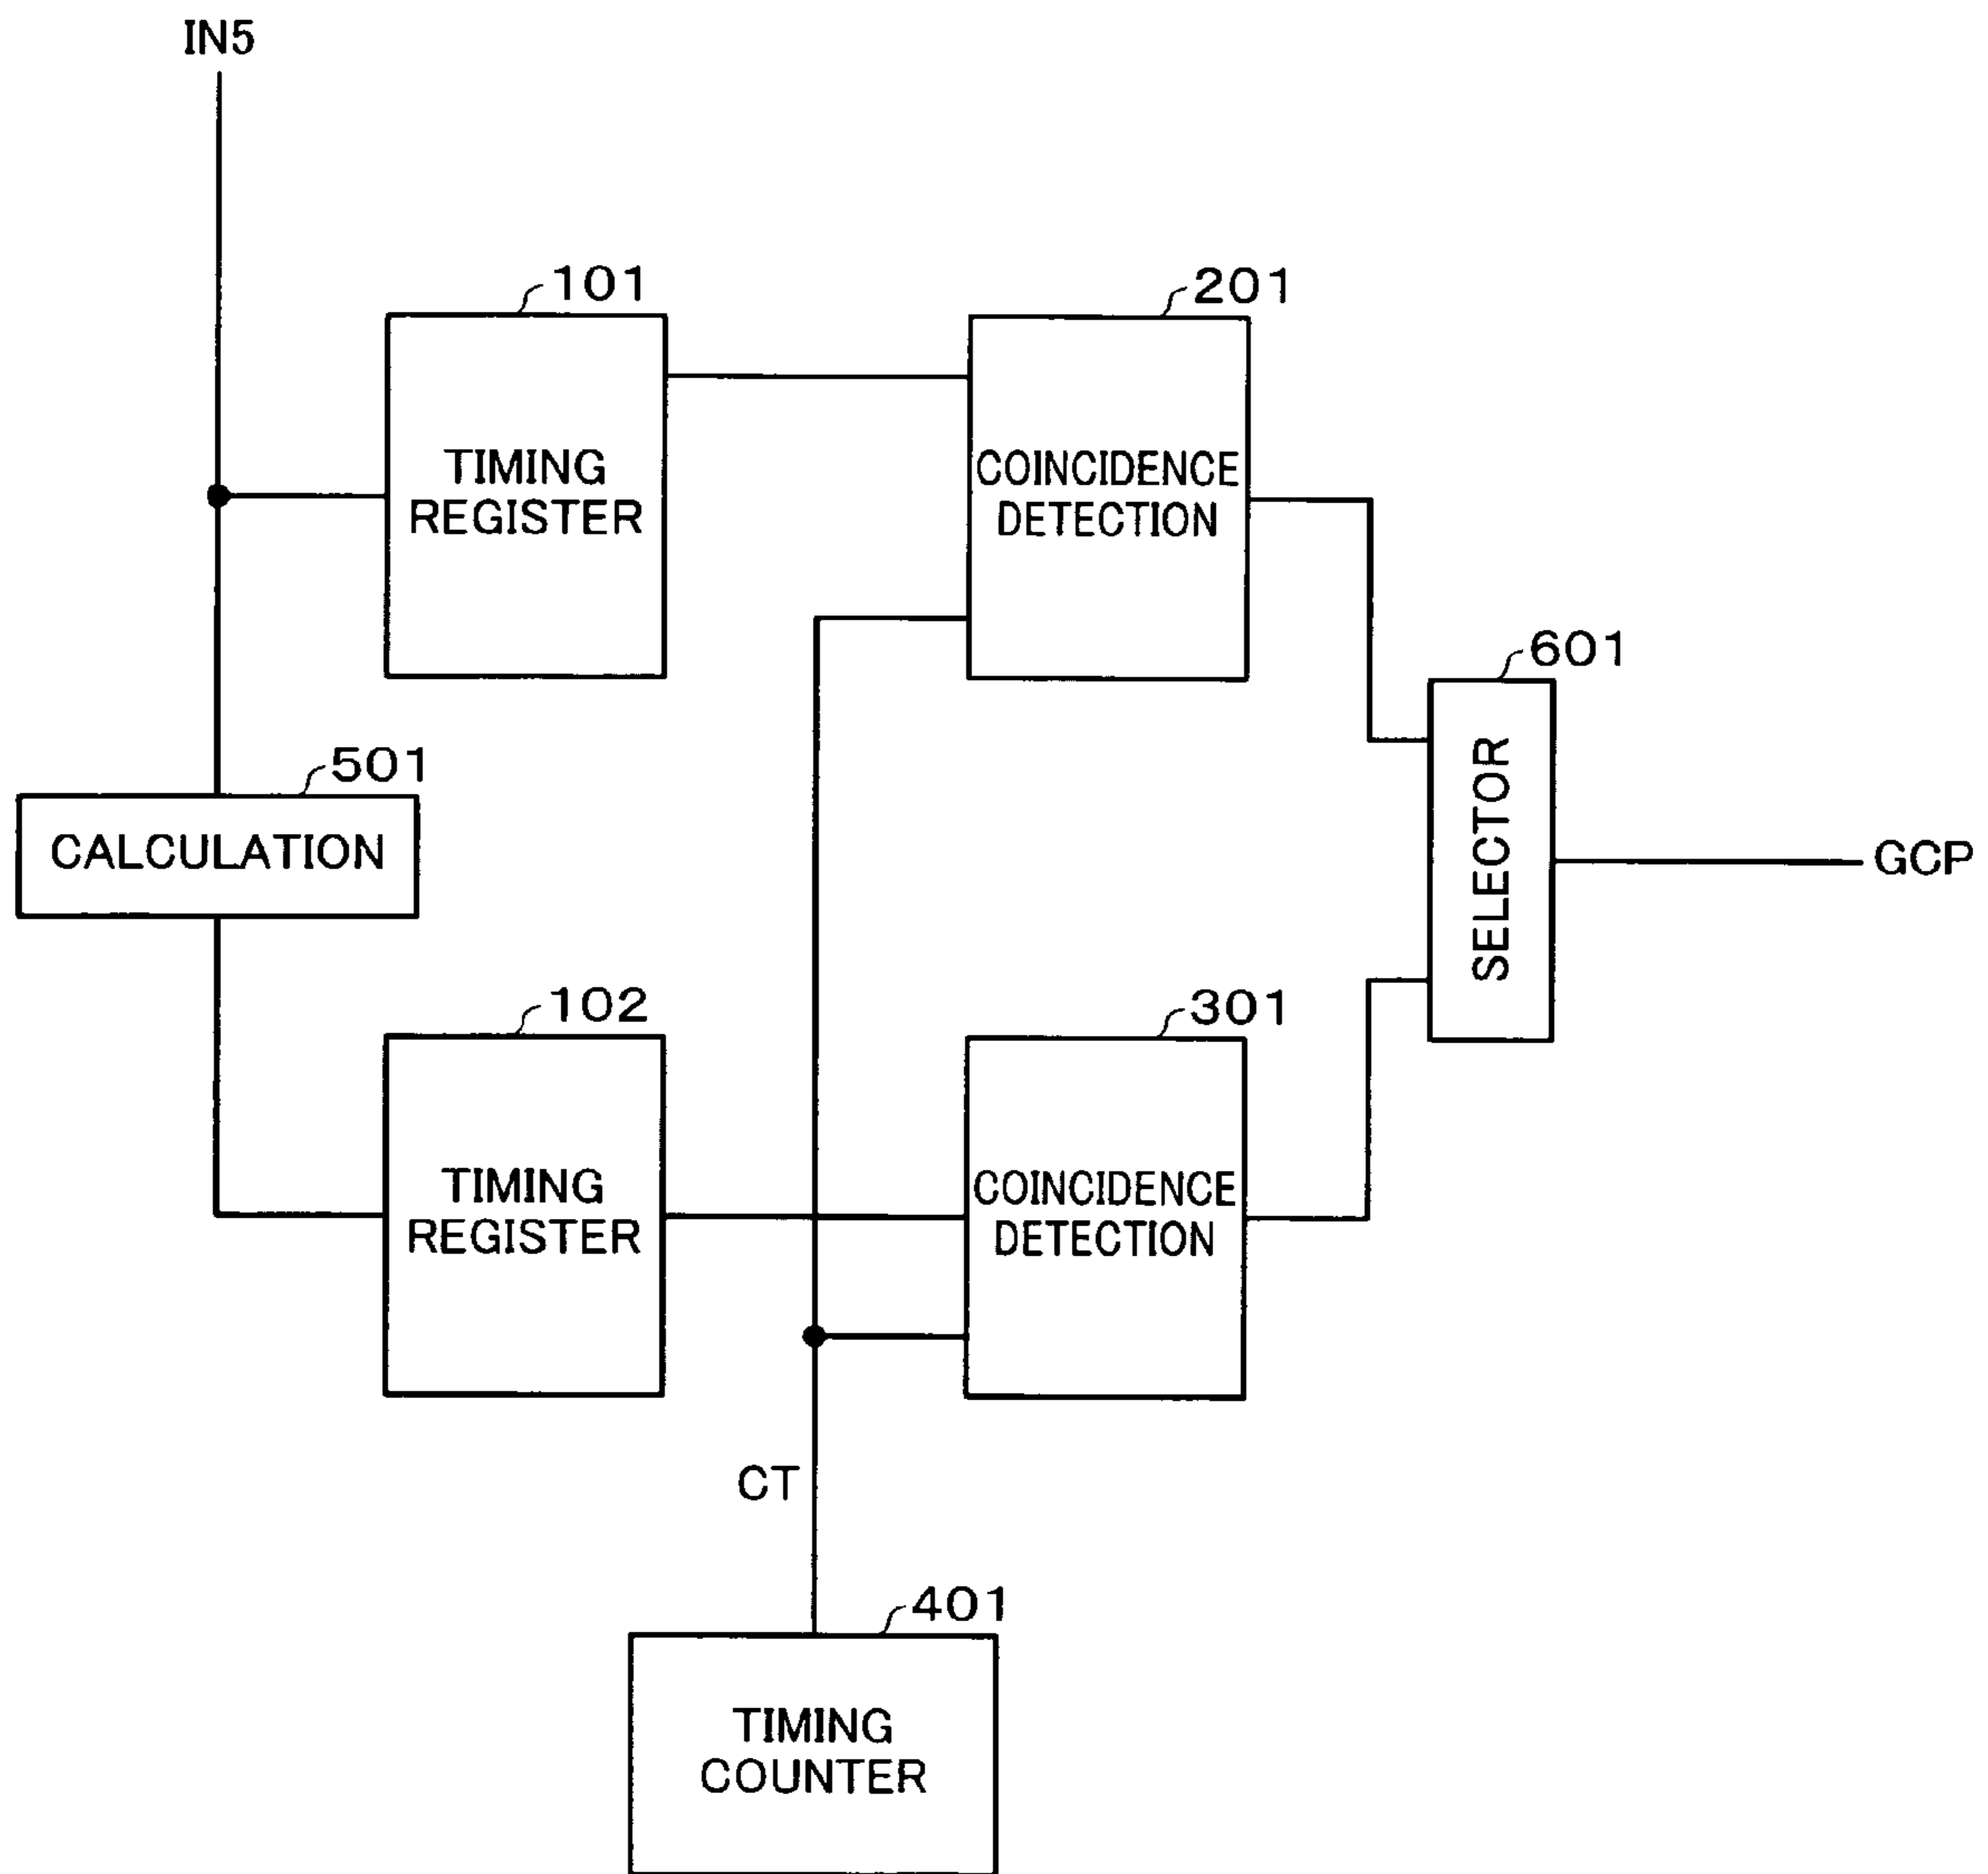 IN5
101
201
TIMING
REGISTER
COINCIDENCE
DETECTION
601
501
CALCULATION
SELECTOR
GCP
102
301
TIMING
REGISTER
COINCIDENCE
DETECTION
CT
401
TIMING
COUNTER